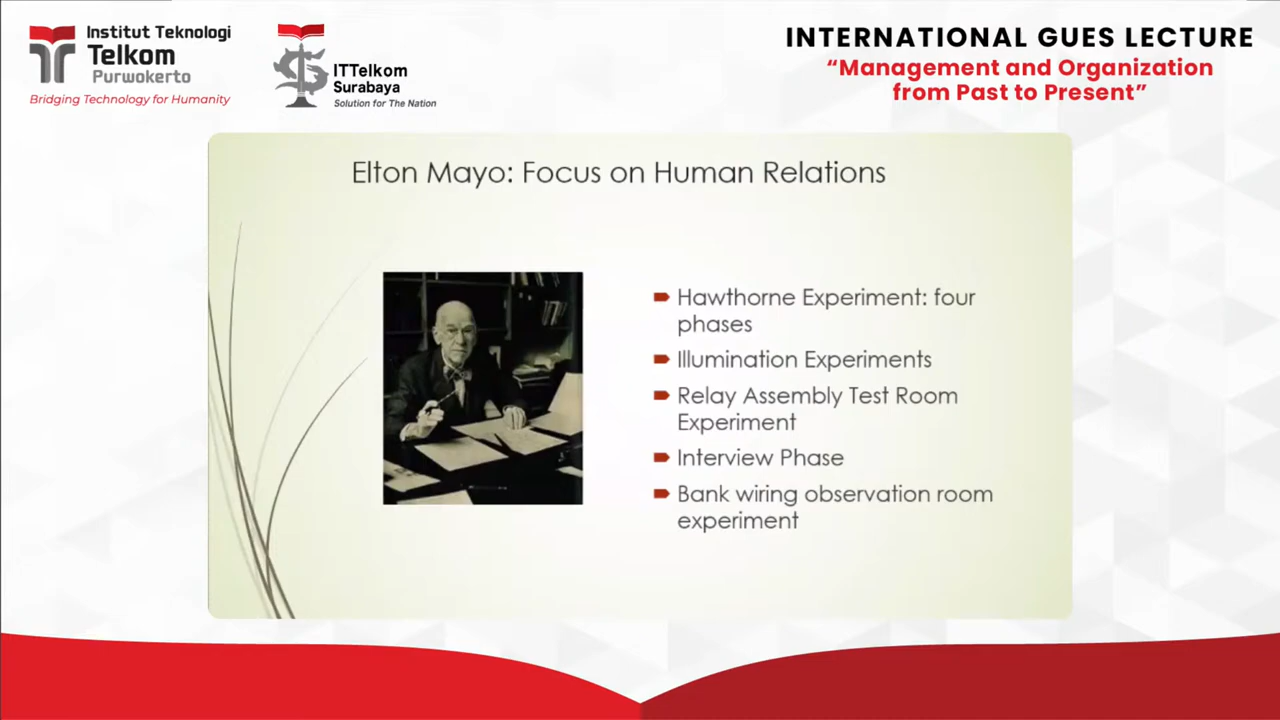 Institut Teknologi
Telkom
Purwokerto
Bridging Technology for Humanity
ITTelkom
Surabaya
Solution for The Nation
INTERNATIONAL GUES LECTURE
“Management and Organization
from Past to Present”
Elton Mayo: Focus on Human Relations
Hawthorne Experiment: four
phases
Illumination Experiments
Relay Assembly Test Room
Experiment
Interview Phase
Bank wiring observation room
experiment